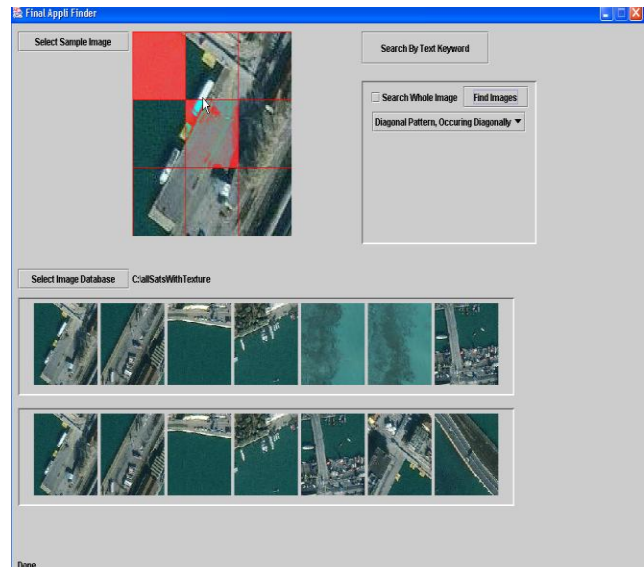 Final Appli Finder
Select Sample Image
Search By Text Keyword
Search Whole Image
Find Images
Diagonal Pattern, Occuring Diagonally
Select Image Database
C:\allSatsWithTexture
Done